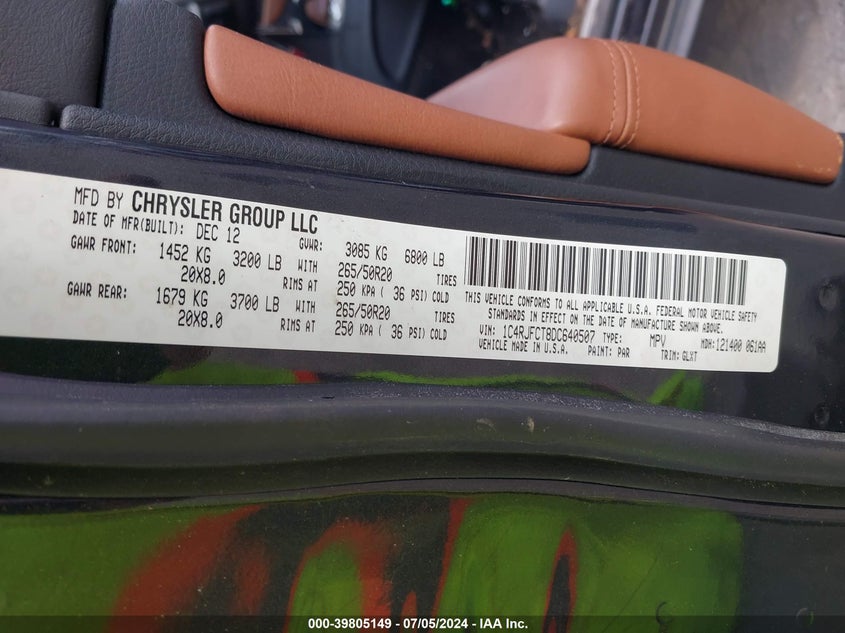 MFD BY CHRYSLER GROUP LLC
DATE OF MFR(BUILT): DEC 12 GVWR: 3085 KG 6800 LB
GAWR FRONT: 1452 KG 3200 LB WITH 265/50R20 TIRES
20X8.0 RIMS AT 250 KPA ( 36 PSI) COLD
GAWR REAR: 1679 KG 3700 LB WITH 265/50R20 TIRES
20X8.0 RIMS AT 250 KPA ( 36 PSI) COLD
THIS VEHICLE CONFORMS TO ALL APPLICABLE U.S.A. FEDERAL MOTOR VEHICLE SAFETY
STANDARDS IN EFFECT ON THE DATE OF MANUFACTURE SHOWN ABOVE.
VIN: 1C4RJFCT8DC640507 TYPE: MPV MDH:121400 061AA
VEHICLE MADE IN U.S.A. PAINT: PAR TRIM: GLXT
000-39805149 - 07/05/2024 - IAA Inc.